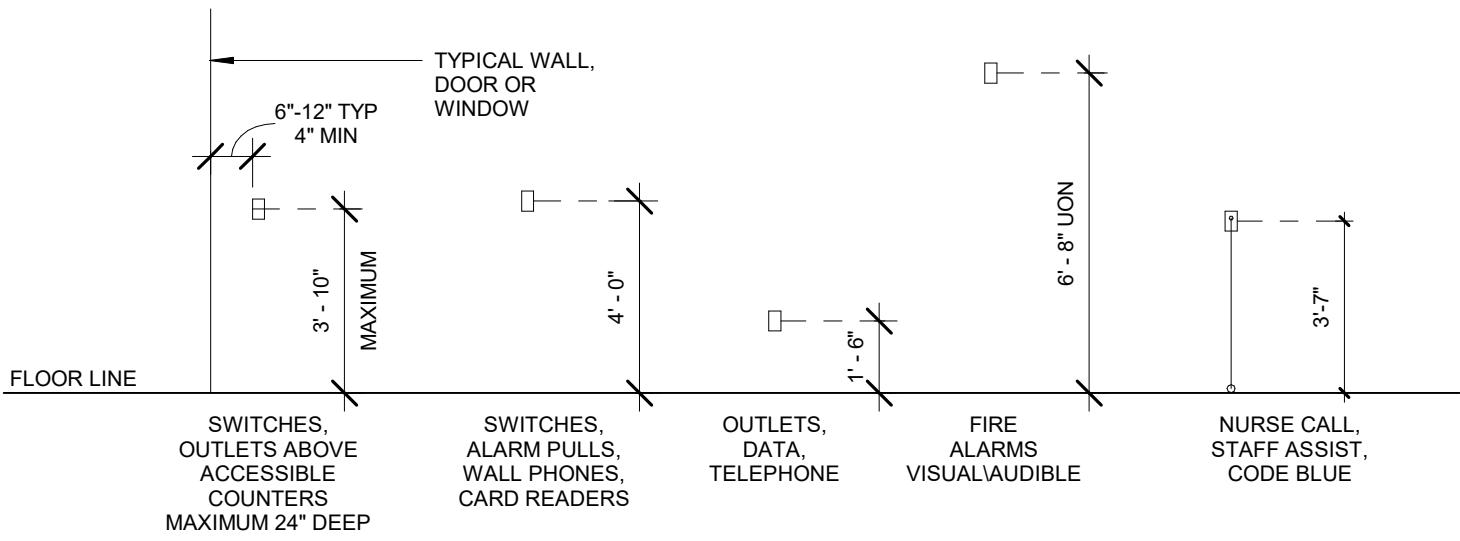 TYPICAL WALL,
DOOR OR
WINDOW
6"-12" TYP
4" MIN
3' - 10"
MAXIMUM
4' - 0"
1' - 6"
6' - 8" UON
3'-7"
FLOOR LINE
SWITCHES,
OUTLETS ABOVE
ACCESSIBLE
COUNTERS
MAXIMUM 24" DEEP
SWITCHES,
ALARM PULLS,
WALL PHONES,
CARD READERS
OUTLETS,
DATA,
TELEPHONE
FIRE
ALARMS
VISUAL\AUDIBLE
NURSE CALL,
STAFF ASSIST,
CODE BLUE